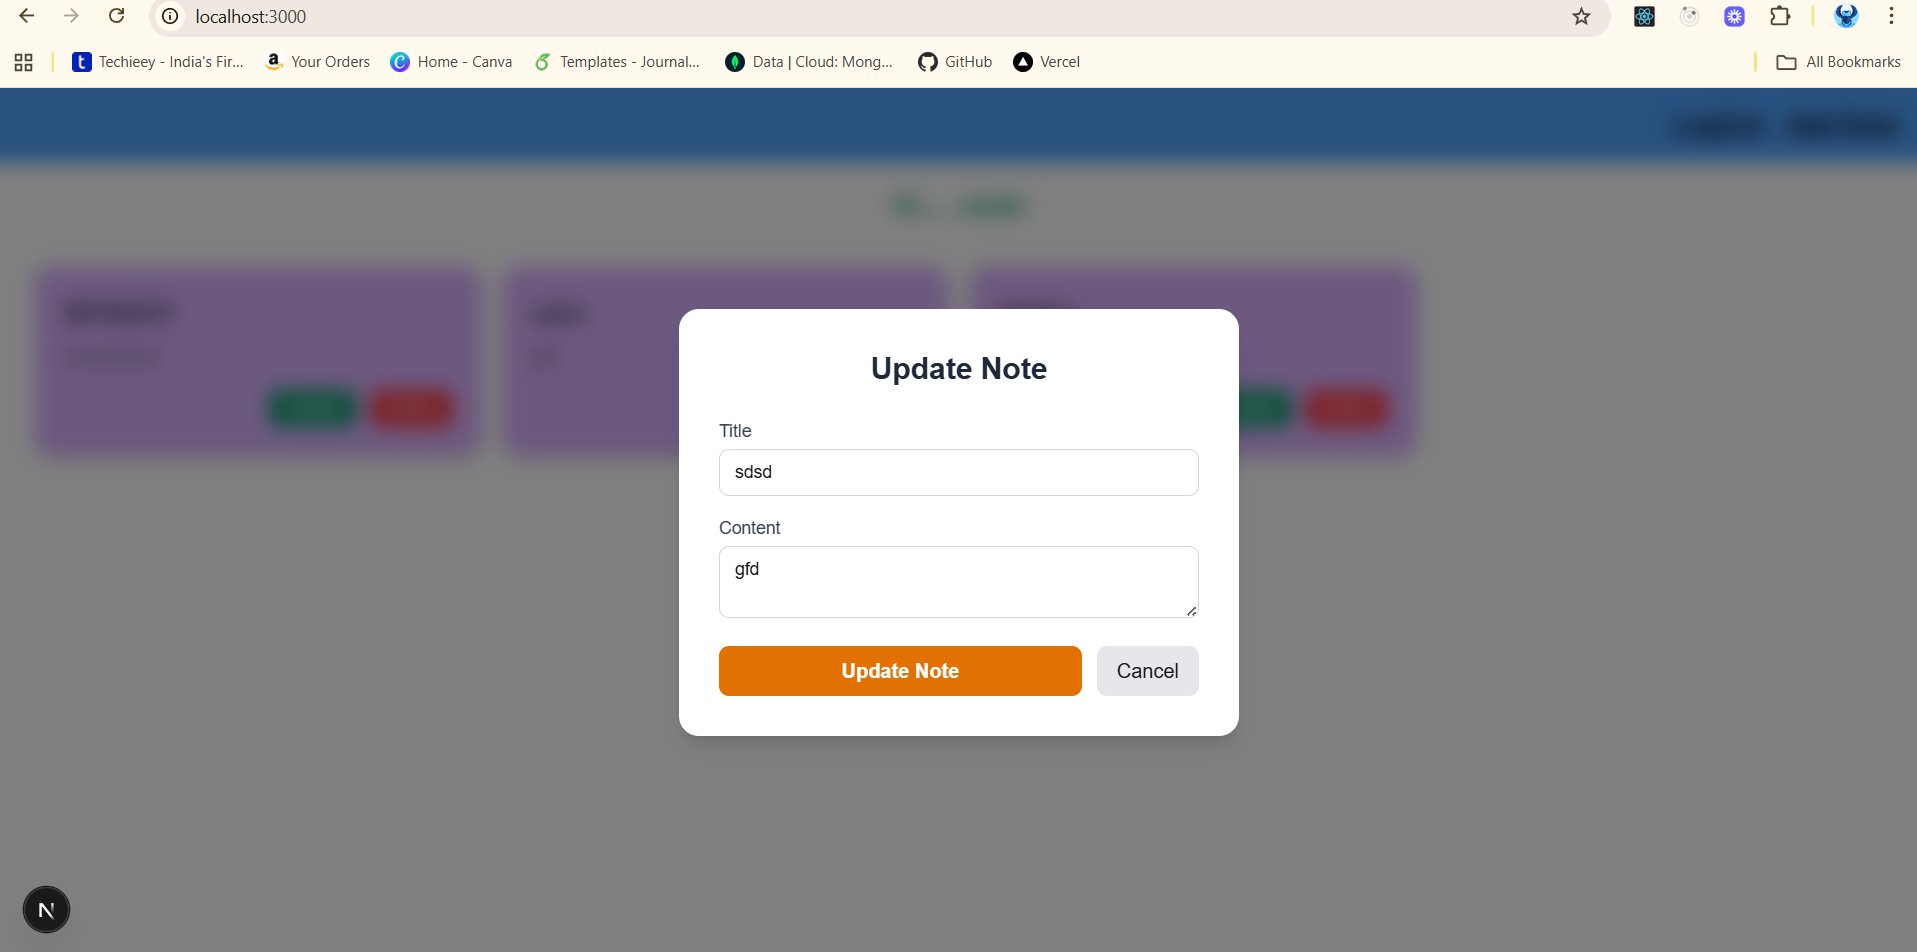 localhost:3000
Techieey - India's Fir...
Your Orders
Home - Canva
Templates - Journal...
Data | Cloud: Mong...
GitHub
Vercel
All Bookmarks
Update Note
Title
sdsd
Content
gfd
Update Note
Cancel
N